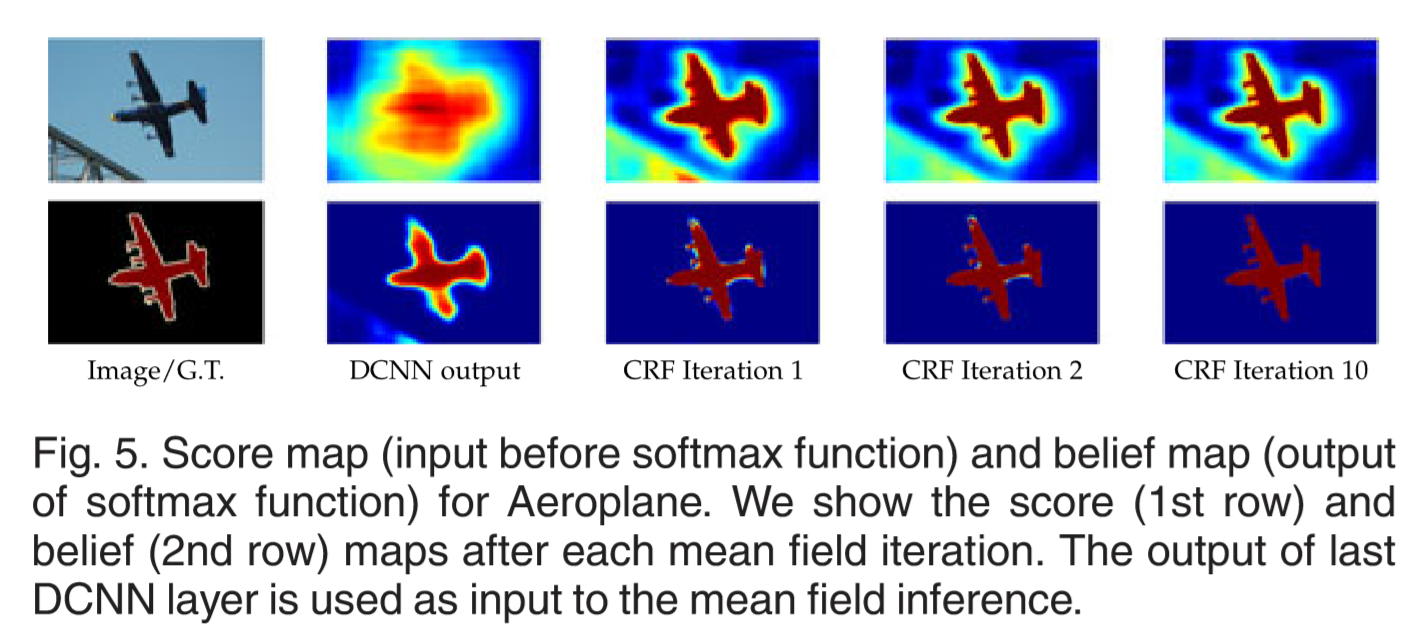 Image/G.T. DCNN output CRF Iteration 1 CRF Iteration 2 CRF Iteration 10
Fig. 5. Score map (input before softmax function) and belief map (output
of softmax function) for Aeroplane. We show the score (1st row) and
belief (2nd row) maps after each mean field iteration. The output of last
DCNN layer is used as input to the mean field inference.